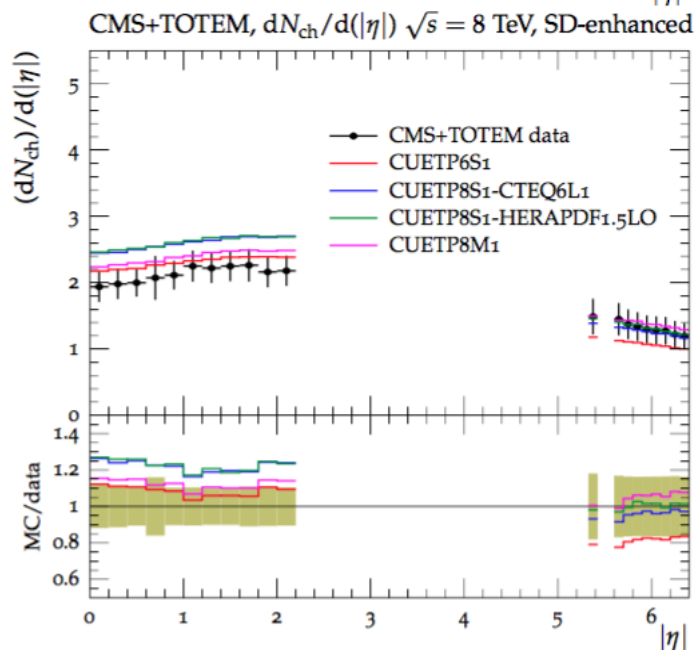 |η|
CMS+TOTEM, dN_ch/d(|η|) √s = 8 TeV, SD-enhanced
(dN_ch)/d(|η|)
5
4
3
2
1
0
CMS+TOTEM data
CUETP6S1
CUETP8S1-CTEQ6L1
CUETP8S1-HERAPDF1.5LO
CUETP8M1
MC/data
1.4
1.2
1
0.8
0.6
0 1 2 3 4 5 6
|η|